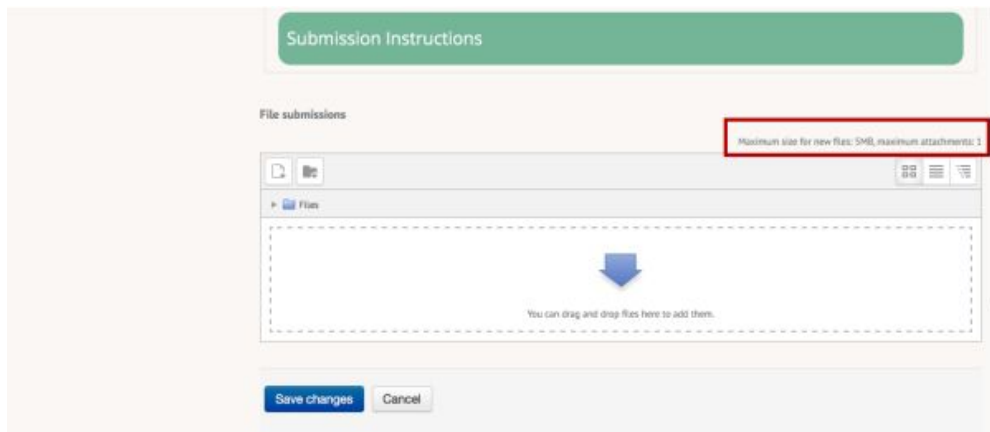 Submission Instructions
File submissions
Maximum size for new files: 5MB, maximum attachments: 1
Files
You can drag and drop files here to add them.
Save changes
Cancel